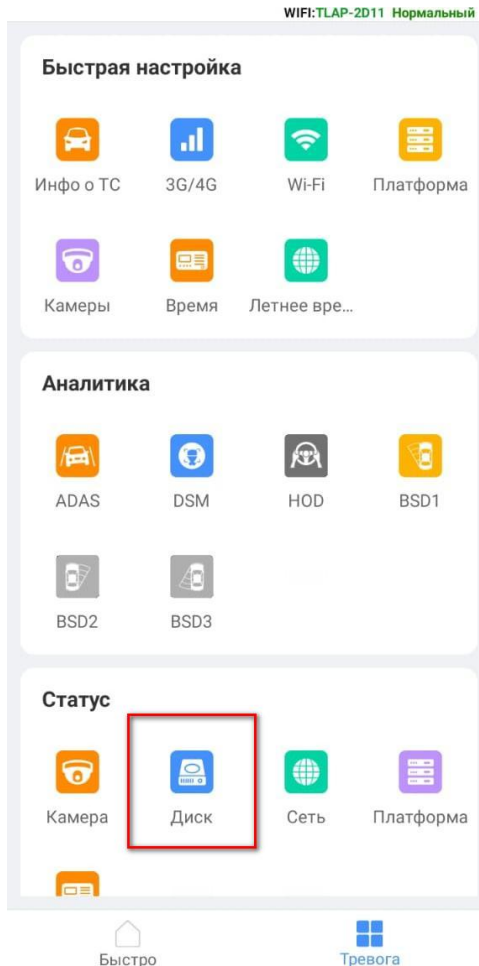 WIFI:TLAP-2D11 Нормальный
Быстрая настройка
Инфо о ТС 3G/4G Wi-Fi Платформа
Камеры Время Летнее вре...
Аналитика
ADAS DSM HOD BSD1
BSD2 BSD3
Статус
Камера Диск Сеть Платформа
Быстро Тревога